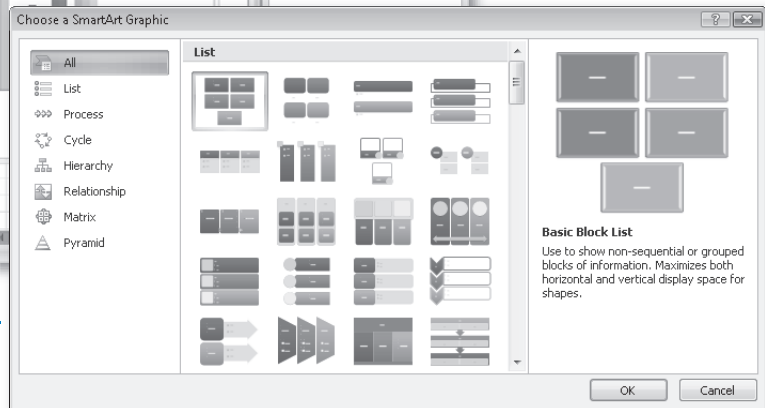 Choose a SmartArt Graphic
All
List
Process
Cycle
Hierarchy
Relationship
Matrix
Pyramid
List
Basic Block List
Use to show non-sequential or grouped
blocks of information. Maximizes both
horizontal and vertical display space for
shapes.
OK
Cancel